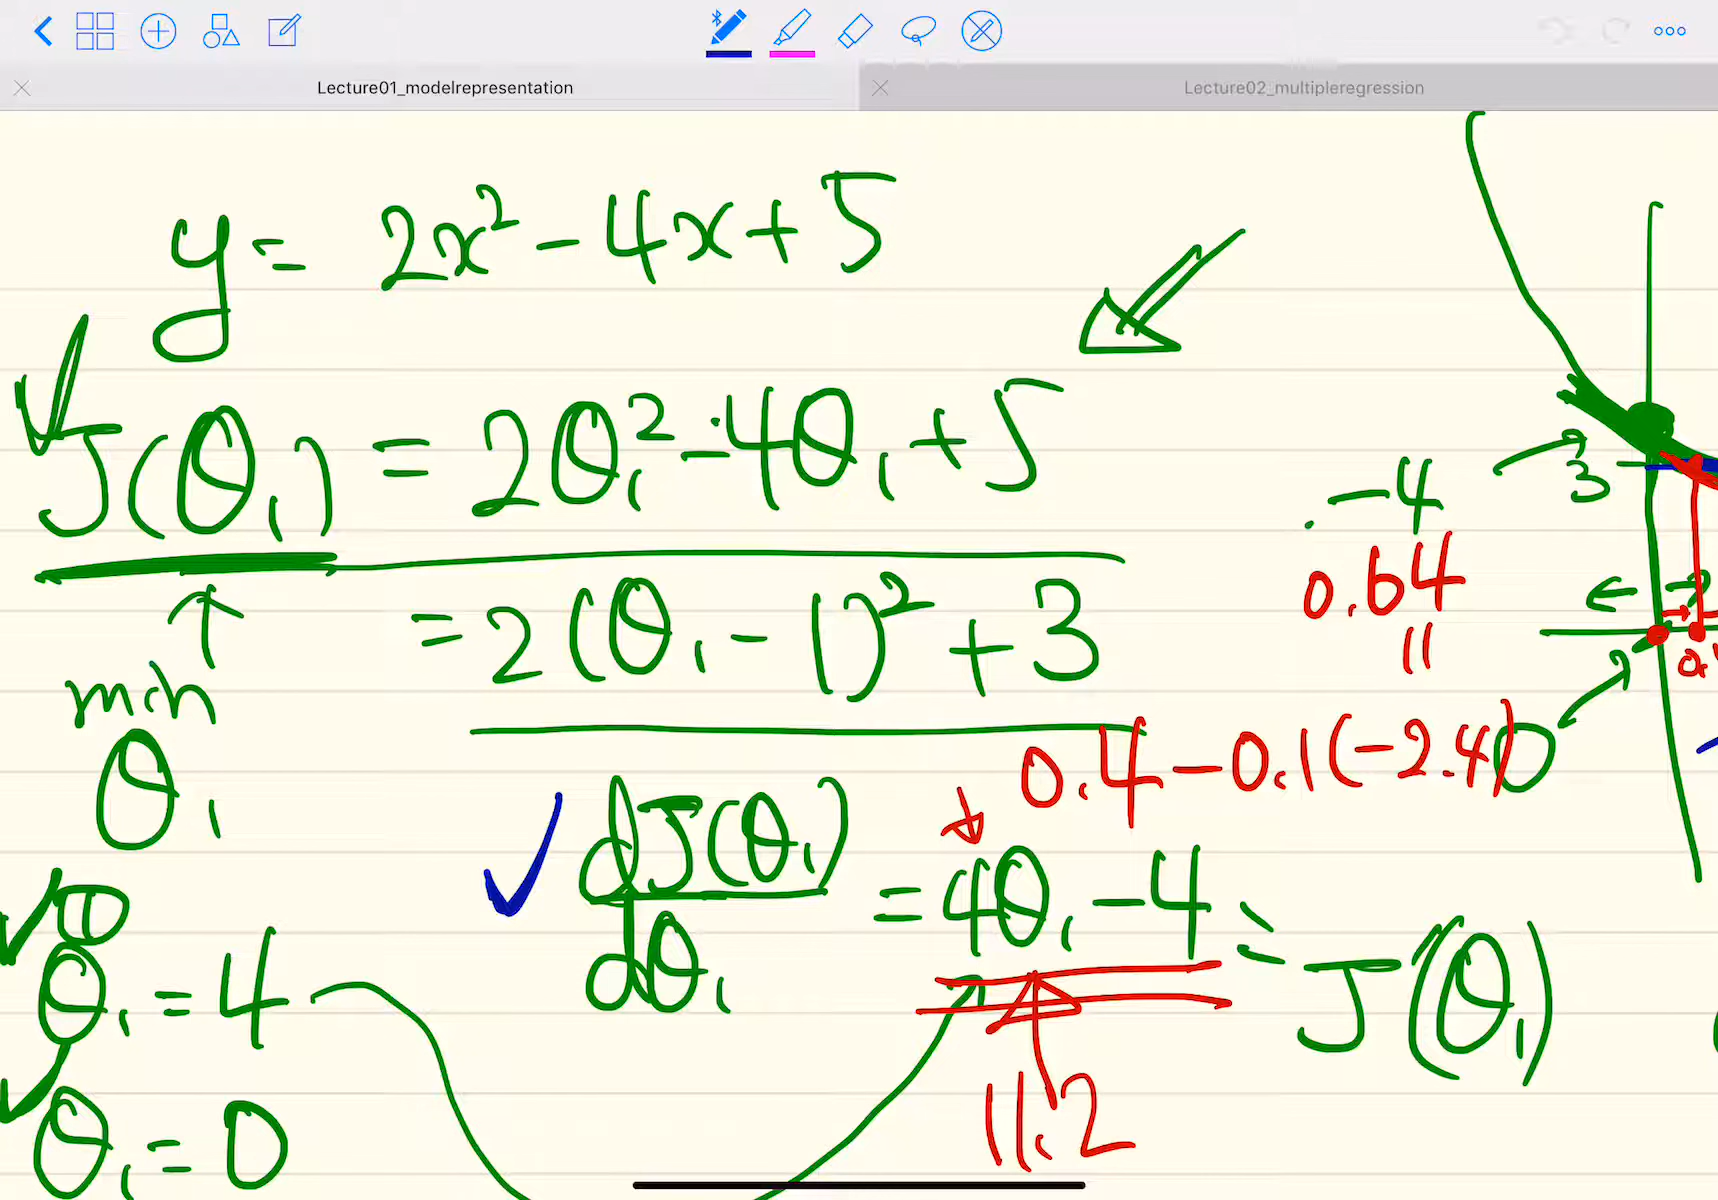 Lecture01_modelrepresentation
Lecture02_multipleregression
y = 2x² - 4x + 5
J(θ₁) = 2θ₁² - 4θ₁ + 5
= 2(θ₁ - 1)² + 3
min
θ₁
-4
0.64
11
3
0.4 - 0.1(-2.4)
0
dJ(θ₁)
dθ₁
= 4θ₁ - 4 = J(θ₁)
11.2
θ₁ = 4
θ₁ = 0